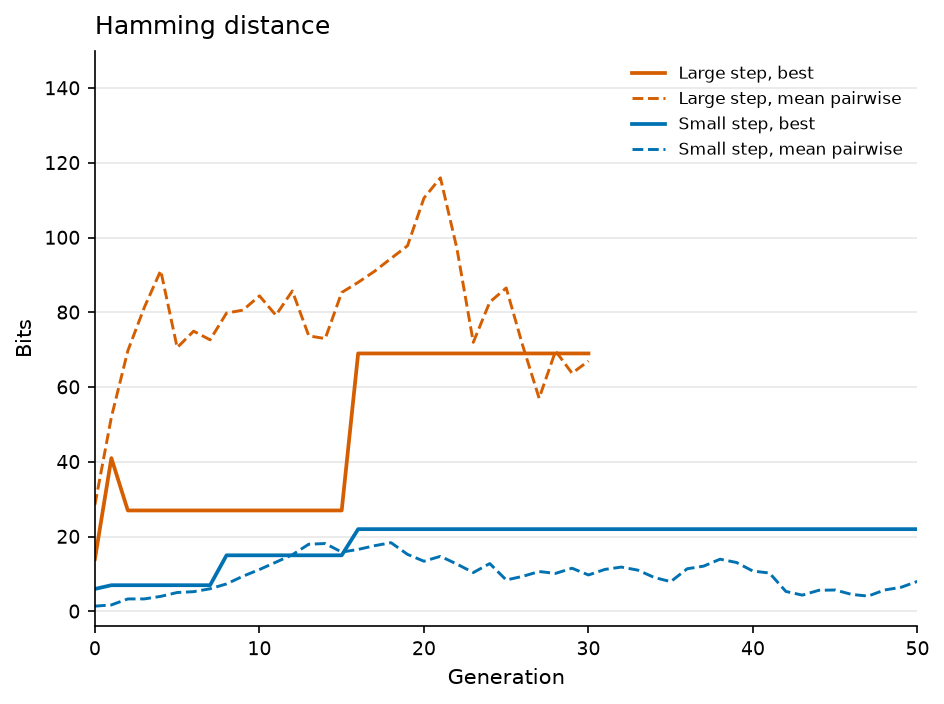 Hamming distance
Large step, best
Large step, mean pairwise
Small step, best
Small step, mean pairwise
140
120
100
80
60
40
20
0
Bits
0 10 20 30 40 50
Generation